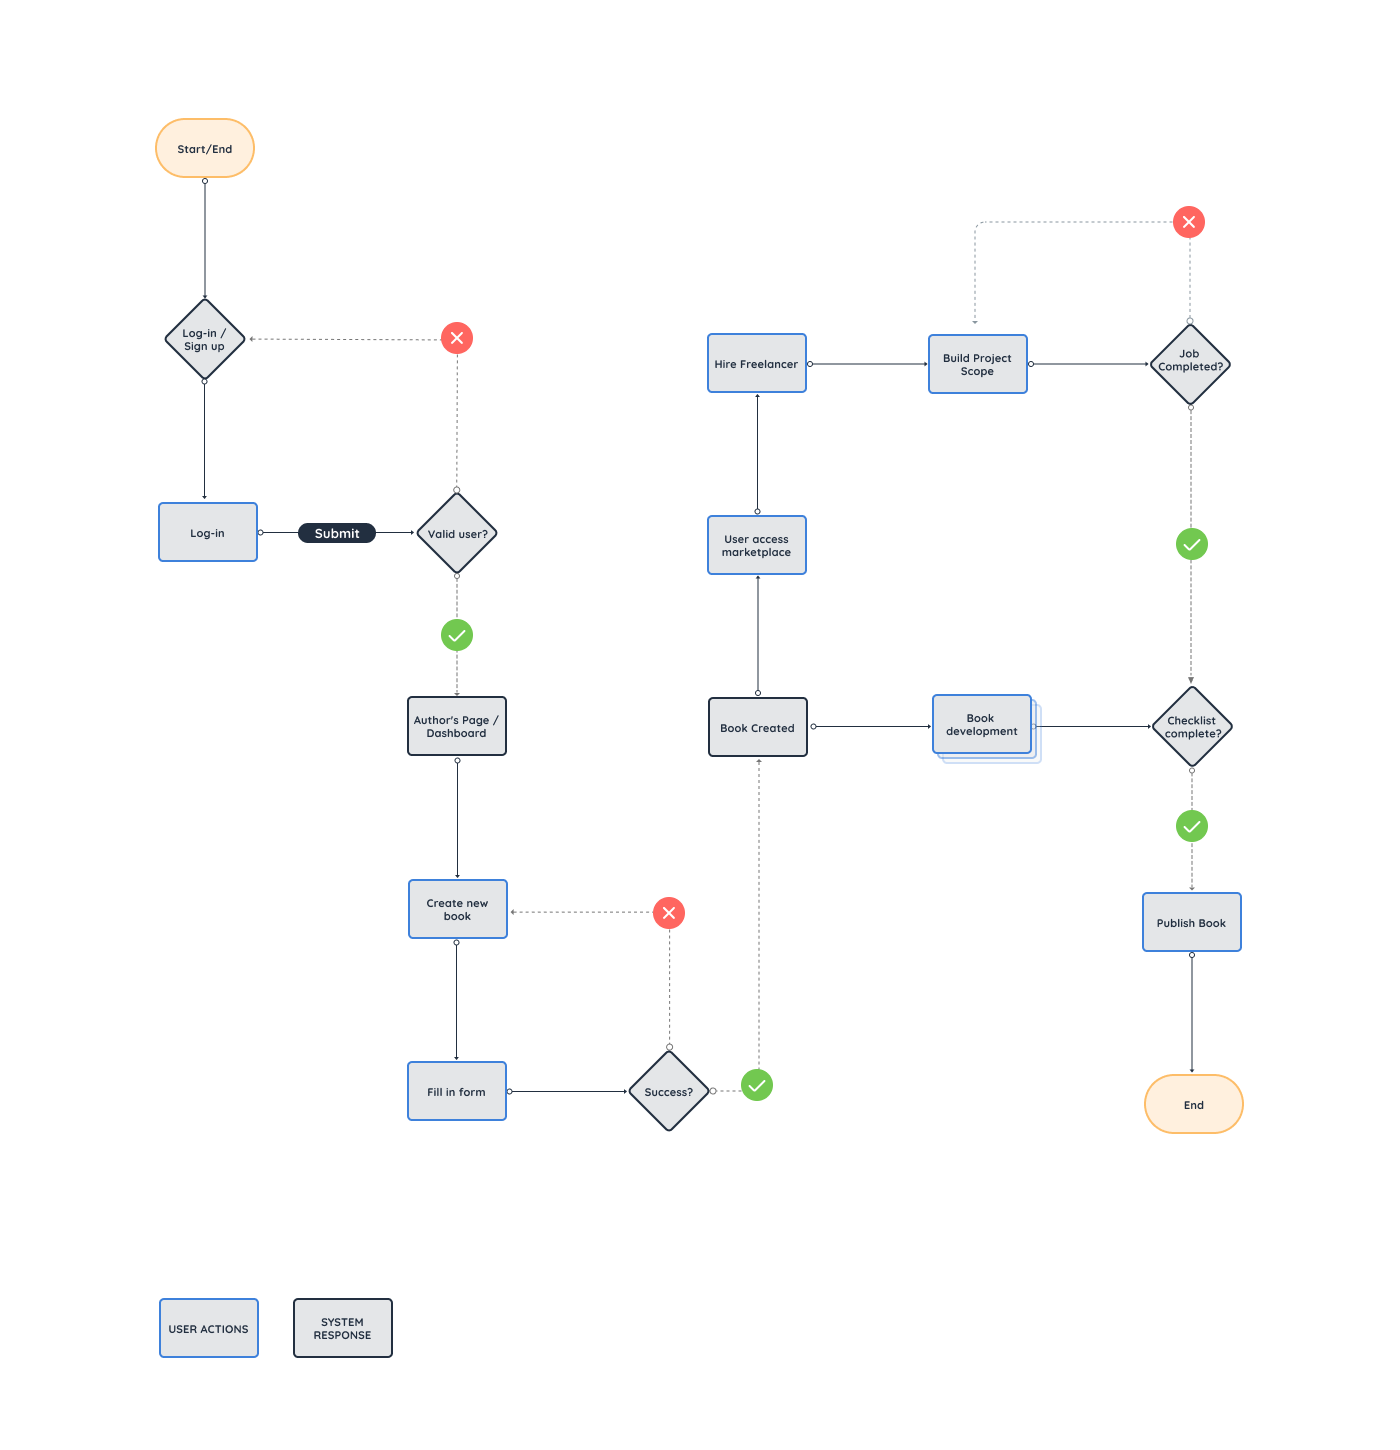 Start/End
Log-in /
Sign up
Log-in
Submit
Valid user?
Author's Page /
Dashboard
Create new
book
Fill in form
Success?
Hire Freelancer
Build Project
Scope
Job
Completed?
User access
marketplace
Book Created
Book
development
Checklist
complete?
Publish Book
End
USER ACTIONS
SYSTEM
RESPONSE